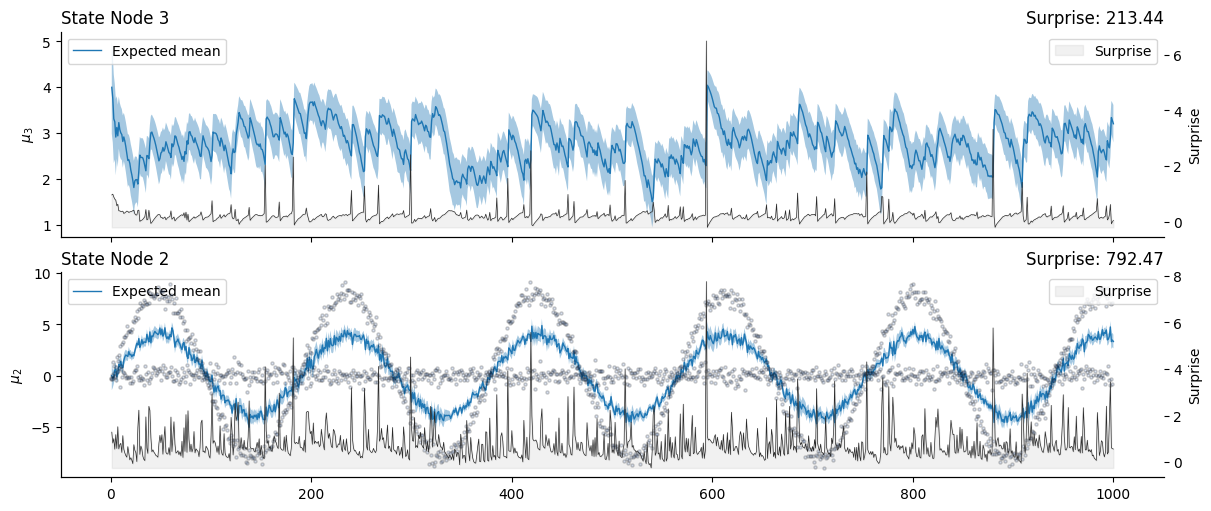 State Node 3
Surprise: 213.44
Expected mean
Surprise
5
4
3
2
1
μ3
6
4
2
0
Surprise
State Node 2
Surprise: 792.47
Expected mean
Surprise
10
5
0
−5
μ2
8
6
4
2
0
Surprise
0
200
400
600
800
1000